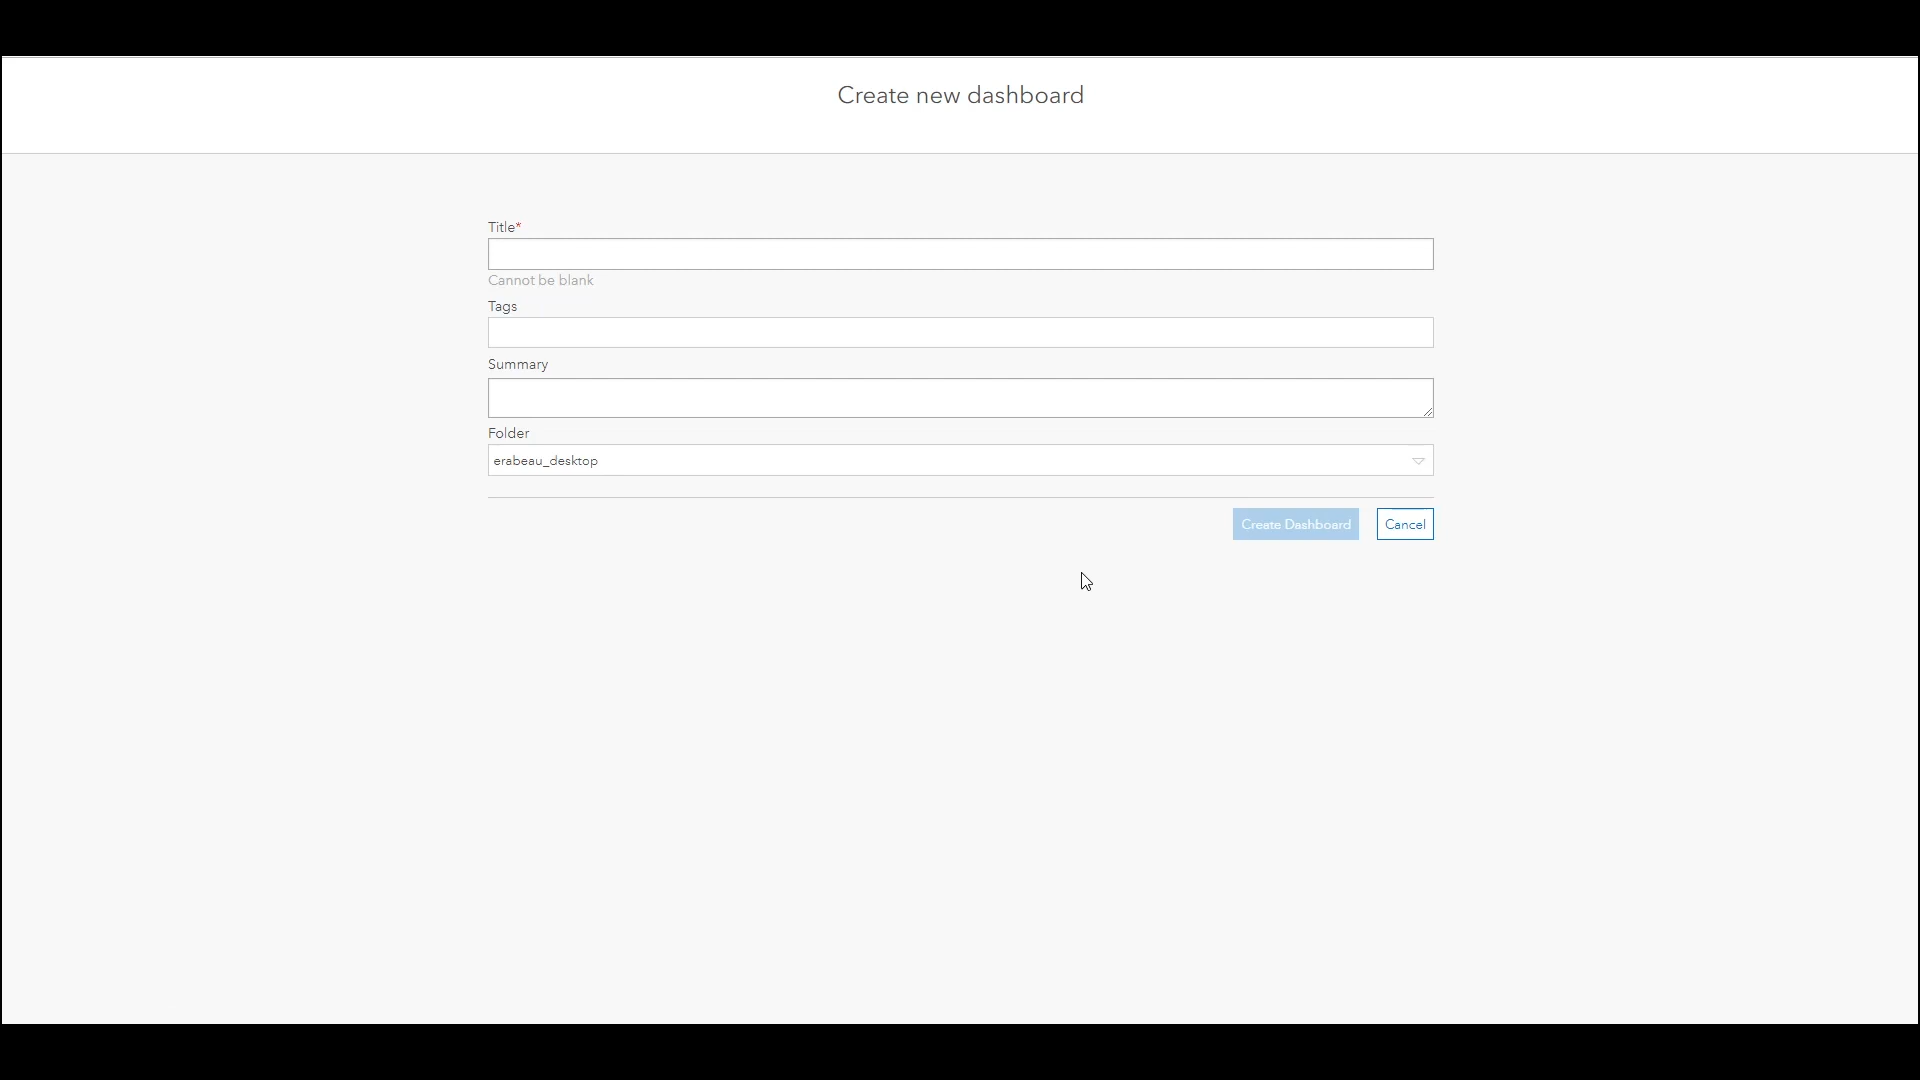 Create new dashboard
Title*
Cannot be blank
Tags
Summary
Folder
erabeau_desktop
Create Dashboard
Cancel